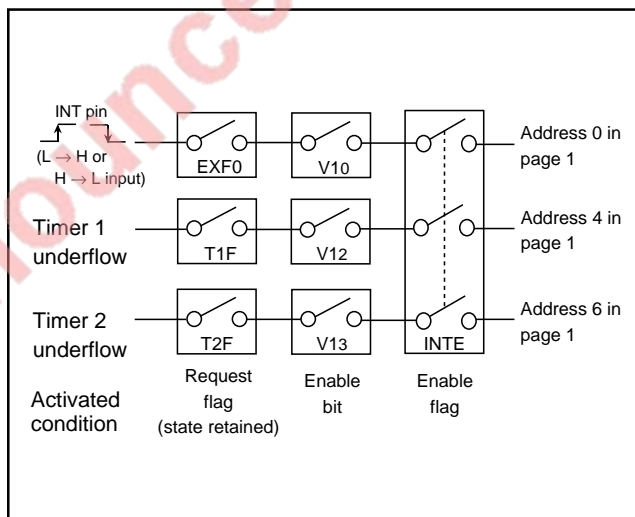 INT pin
(L → H or
H → L input)
EXF0
V10
Address 0 in
page 1
Timer 1
underflow
T1F
V12
Address 4 in
page 1
Timer 2
underflow
T2F
V13
INTE
Address 6 in
page 1
Activated
condition
Request
flag
(state retained)
Enable
bit
Enable
flag